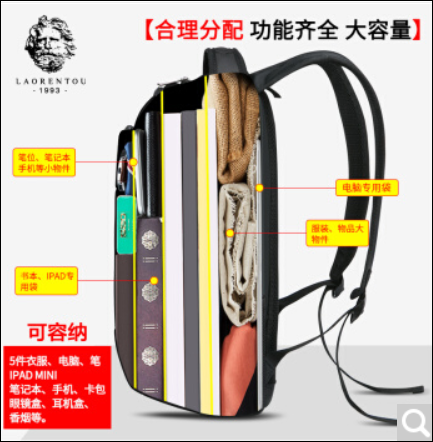 【合理分配 功能齐全 大容量】
LAORENTOU
- 1993 -
笔位、笔记本
手机等小物件
电脑专用袋
服装、物品大
物件
书本、IPAD专
用袋
可容纳
5件衣服、电脑、笔
IPAD MINI
笔记本、手机、卡包
眼镜盒、耳机盒、
香烟等。